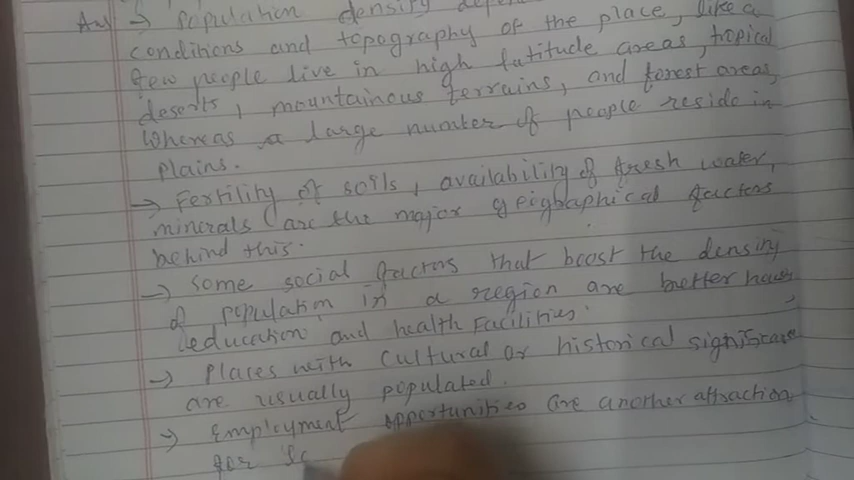 Ans → Population density depe
conditions and topography of the place, like a
few people live in high latitude areas, tropical
deserts, mountainous terrains, and forest areas,
Whereas a large number of people reside in
plains.
→ Fertility of soils, availability of fresh water,
minerals are the major geographical factors
behind this.
→ Some social factors that boost the density
of population in a region are better
education and health Facilities.
→ Places with Cultural or historical
are usually populated.
→ Employment opportunities are another attraction
for